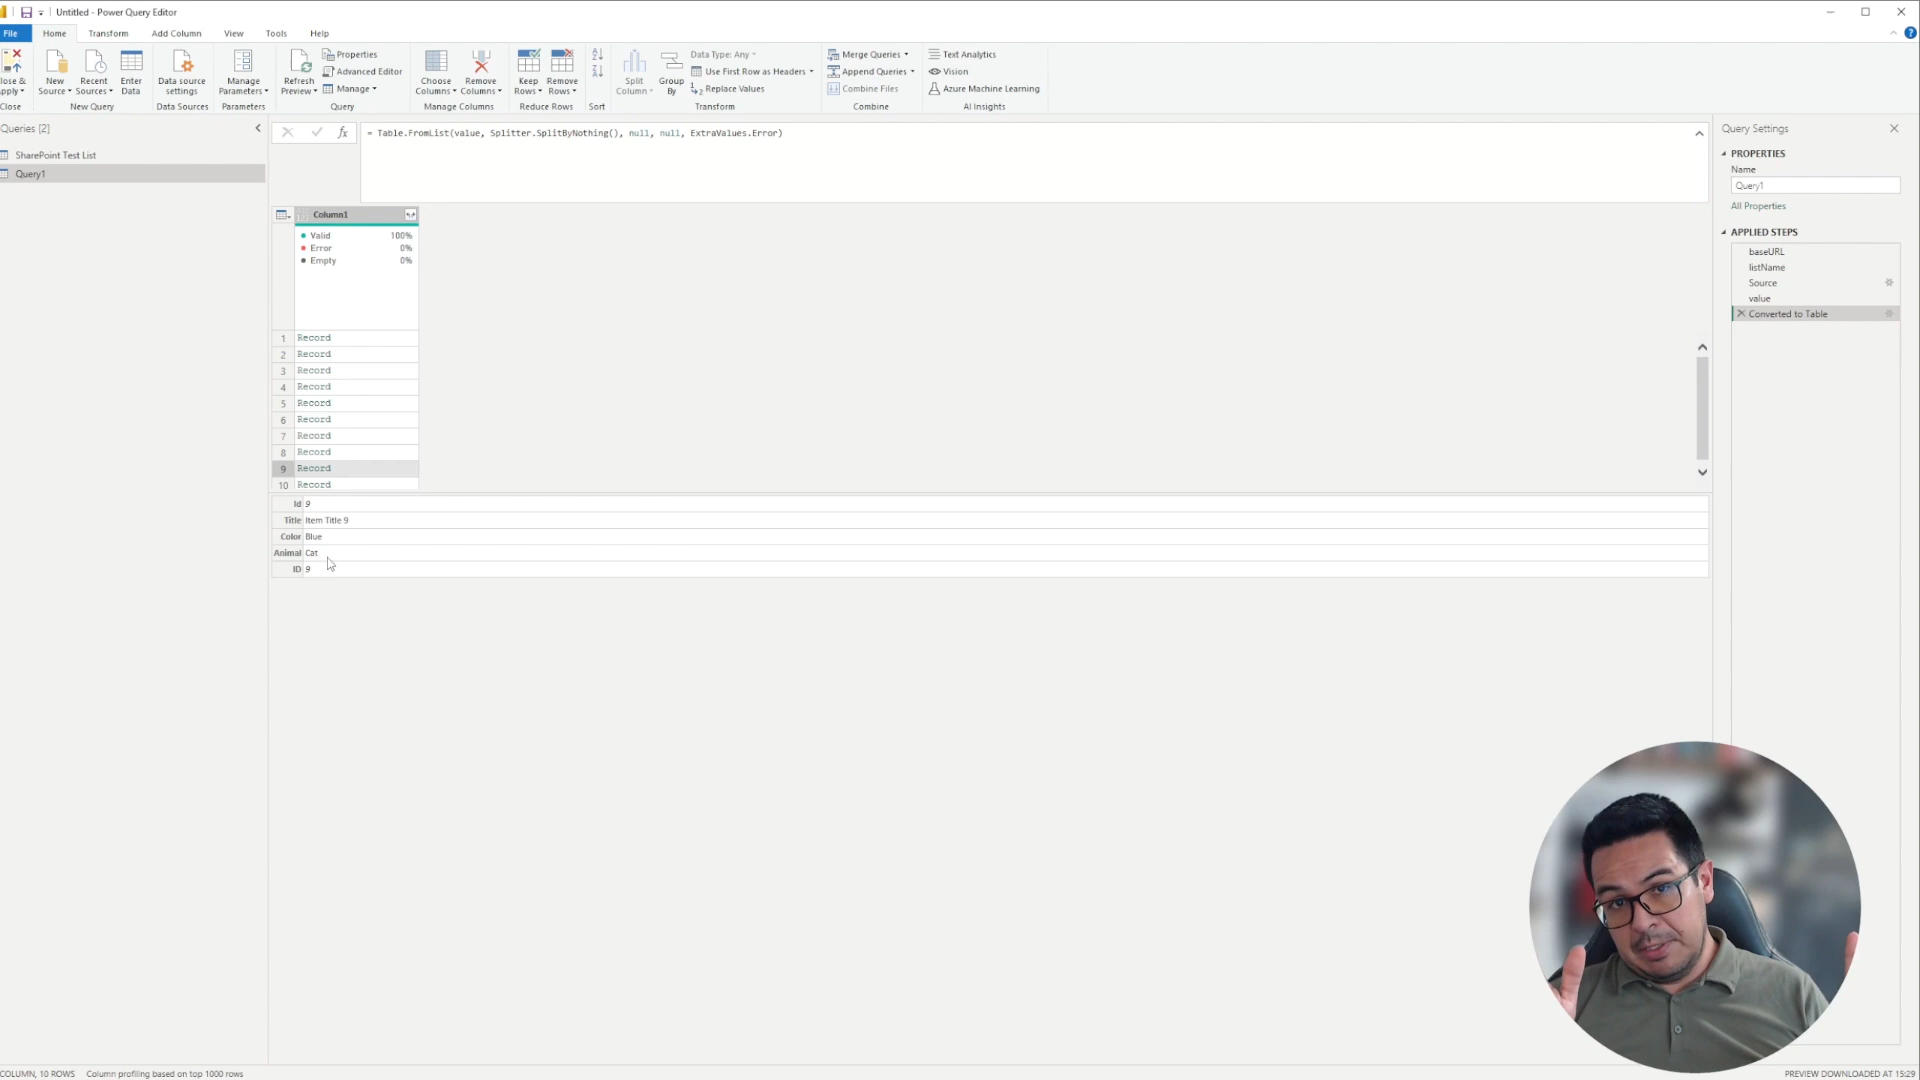 Untitled - Power Query Editor
File Home Transform Add Column View Tools Help
Close & Apply
New Source
Recent Sources
Enter Data
Data source settings
Manage Parameters
Refresh Preview
Properties
Advanced Editor
Manage
Choose Columns
Remove Columns
Keep Rows
Remove Rows
Split Column
Group By
Data Type: Any
Use First Row as Headers
Replace Values
Merge Queries
Append Queries
Combine Files
Text Analytics
Vision
Azure Machine Learning
Close
New Query
Data Sources
Parameters
Query
Manage Columns
Reduce Rows
Sort
Transform
Combine
AI Insights
Queries [2]
SharePoint Test List
Query1
fx
= Table.FromList(value, Splitter.SplitByNothing(), null, null, ExtraValues.Error)
Column1
Valid 100%
Error 0%
Empty 0%
1 Record
2 Record
3 Record
4 Record
5 Record
6 Record
7 Record
8 Record
9 Record
10 Record
Id 9
Title Item Title 9
Color Blue
Animal Cat
ID 9
Query Settings
PROPERTIES
Name
Query1
All Properties
APPLIED STEPS
baseURL
listName
Source
value
Converted to Table
COLUMN, 10 ROWS Column profiling based on top 1000 rows
PREVIEW DOWNLOADED AT 15:29